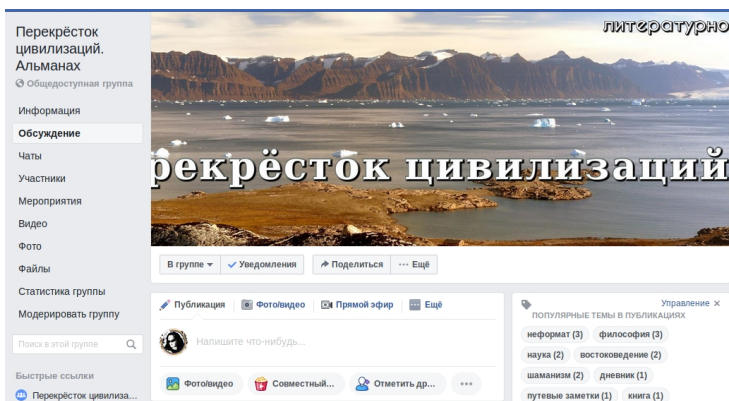 Перекрёсток
цивилизаций.
Альманах
Общедоступная группа
Информация
Обсуждение
Чаты
Участники
Мероприятия
Видео
Фото
Файлы
Статистика группы
Модерировать группу
Поиск в этой группе
Быстрые ссылки
Перекрёсток цивилиза...
литературно
рекрёсток цивилизаций
В группе
Уведомления
Поделиться
Ещё
Публикация
Фото/видео
Прямой эфир
Ещё
Напишите что-нибудь...
Фото/видео
Совместный...
Отметить др...
Управление ×
ПОПУЛЯРНЫЕ ТЕМЫ В ПУБЛИКАЦИЯХ
неформат (3) философия (3)
наука (2) востоковедение (2)
шаманизм (2) дневник (1)
путевые заметки (1) книга (1)